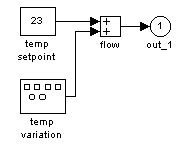 23
+
+
1
temp
setpoint
flow
out_1
temp
variation